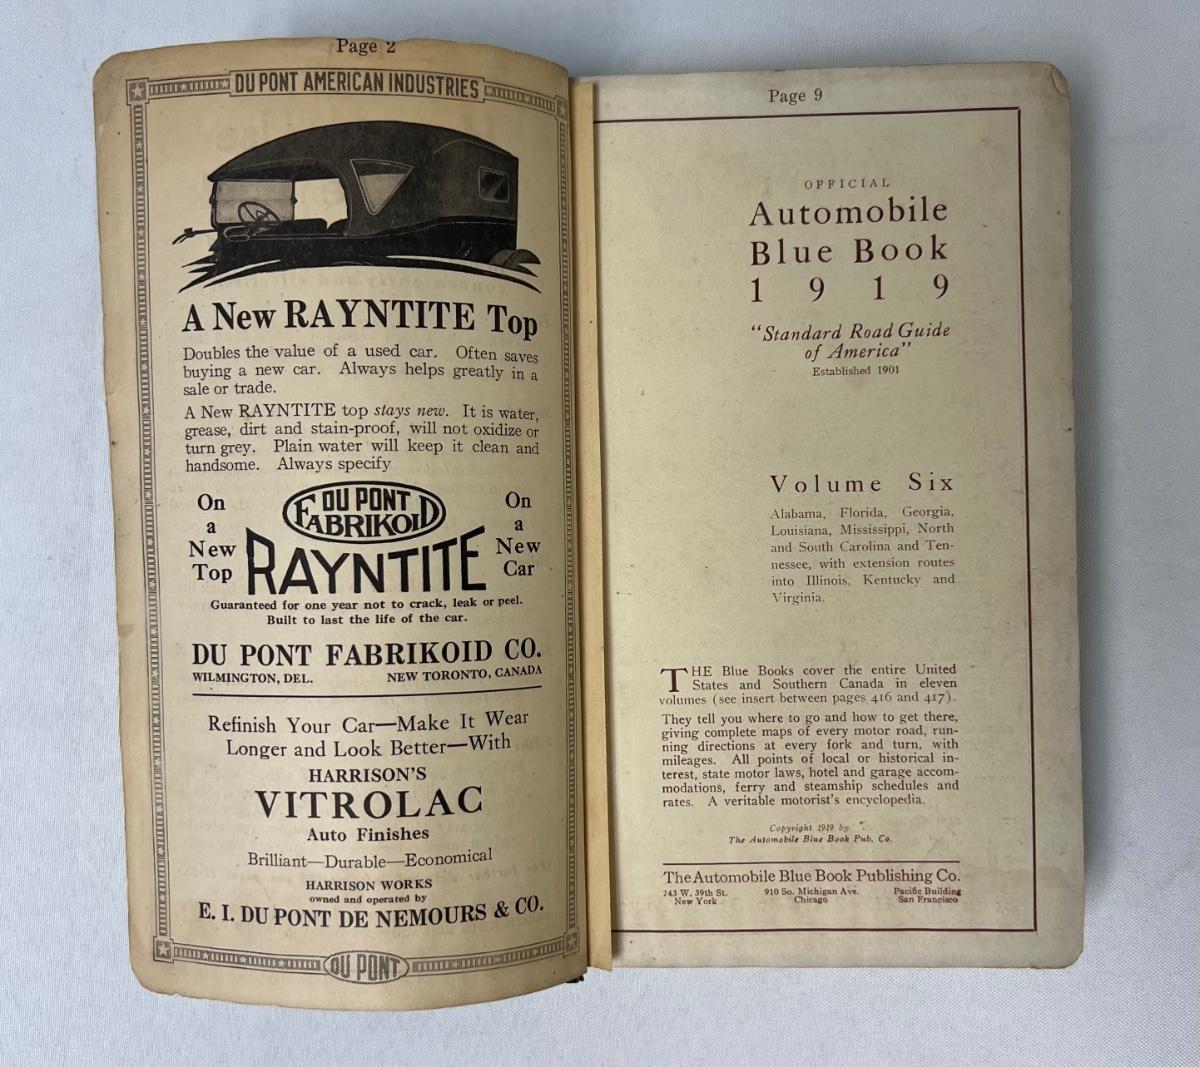 Page 2
DU PONT AMERICAN INDUSTRIES
A New RAYNTITE Top
Doubles the value of a used car. Often saves
buying a new car. Always helps greatly in a
sale or trade.
A New RAYNTITE top stays new. It is water,
grease, dirt and stain-proof, will not oxidize or
turn grey. Plain water will keep it clean and
handsome. Always specify
On
a
New
Top
DU PONT
FABRIKOID
RAYNTITE
On
a
New
Car
Guaranteed for one year not to crack, leak or peel.
Built to last the life of the car.
DU PONT FABRIKOID CO.
WILMINGTON, DEL. NEW TORONTO, CANADA
Refinish Your Car—Make It Wear
Longer and Look Better—With
HARRISON'S
VITROLAC
Auto Finishes
Brilliant—Durable—Economical
HARRISON WORKS
owned and operated by
E. I. DU PONT DE NEMOURS & CO.
DU PONT
Page 9
OFFICIAL
Automobile
Blue Book
1919
"Standard Road Guide
of America"
Established 1901
Volume Six
Alabama, Florida, Georgia,
Louisiana, Mississippi, North
and South Carolina and Ten-
nessee, with extension routes
into Illinois, Kentucky and
Virginia.
THE Blue Books cover the entire United
States and Southern Canada in eleven
volumes (see insert between pages 416 and 417).
They tell you where to go and how to get there,
giving complete maps of every motor road, run-
ning directions at every fork and turn, with
mileages. All points of local or historical in-
terest, state motor laws, hotel and garage accom-
modations, ferry and steamship schedules and
rates. A veritable motorist's encyclopedia.
Copyright 1919 by
The Automobile Blue Book Pub. Co.
The Automobile Blue Book Publishing Co.
243 W. 39th St. 910 So. Michigan Ave. Pacific Building
New York Chicago San Francisco